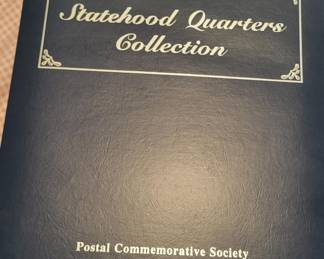 Statehood Quarters
Collection
Postal Commemorative Society